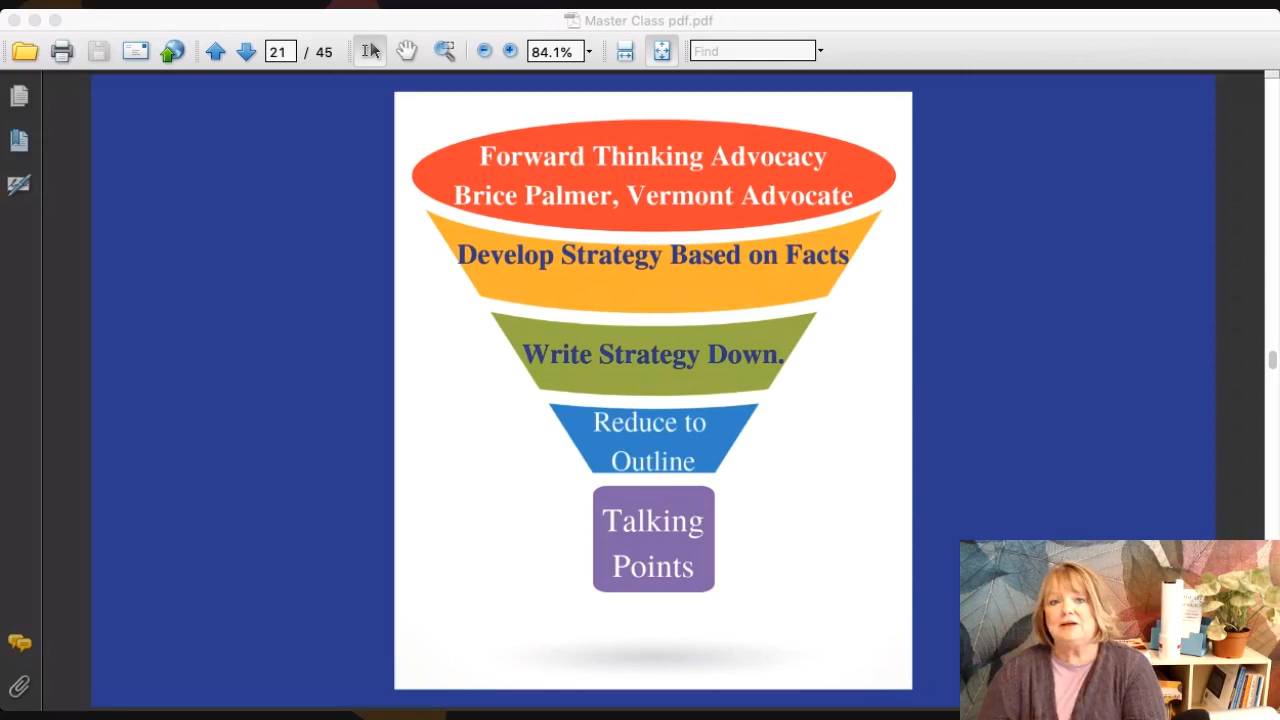 Master Class pdf.pdf
21 / 45
84.1%
Find
Forward Thinking Advocacy
Brice Palmer, Vermont Advocate
Develop Strategy Based on Facts
Write Strategy Down.
Reduce to
Outline
Talking
Points